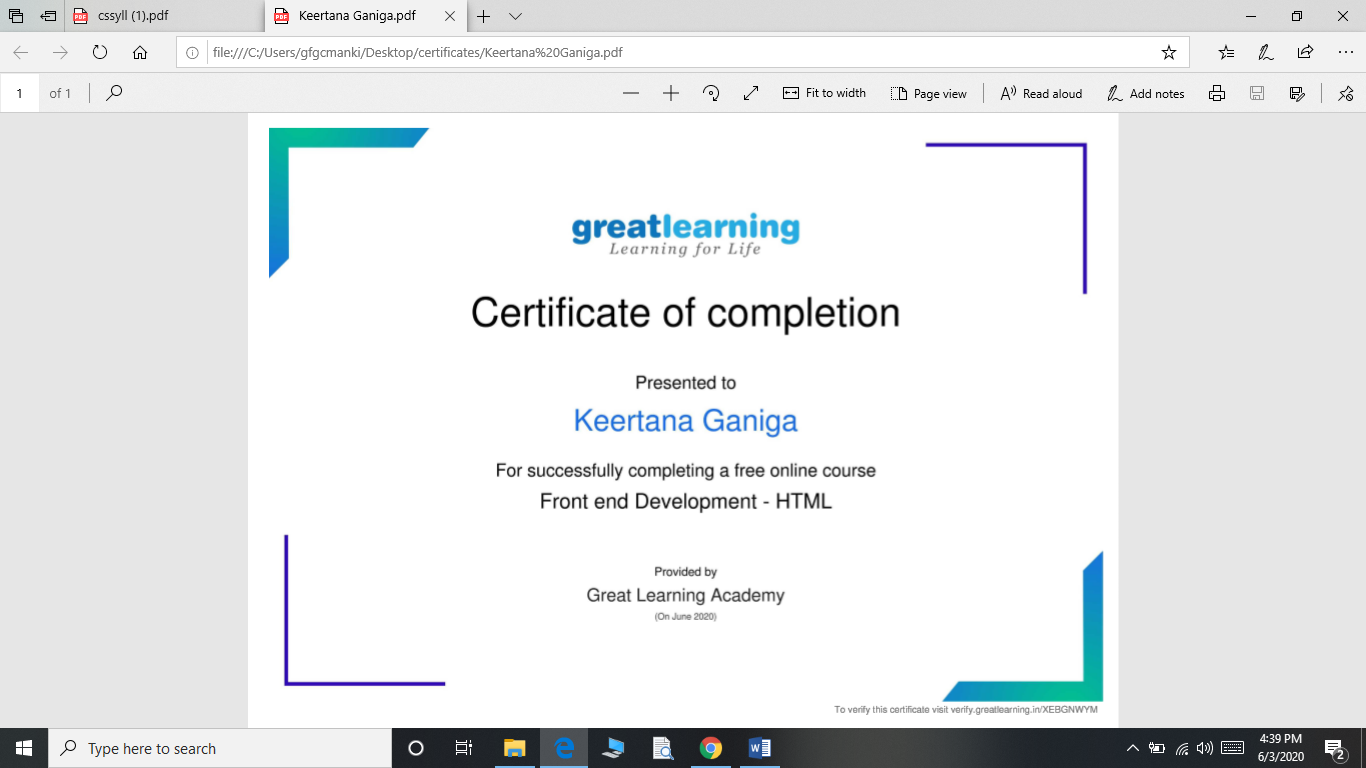 cssyll (1).pdf
Keertana Ganiga.pdf
file:///C:/Users/gfgcmanki/Desktop/certificates/Keertana%20Ganiga.pdf
1 of 1
Fit to width
Page view
Read aloud
Add notes
greatlearning
Learning for Life
Certificate of completion
Presented to
Keertana Ganiga
For successfully completing a free online course
Front end Development - HTML
Provided by
Great Learning Academy
(On June 2020)
To verify this certificate visit verify.greatlearning.in/XEBGNWYM
Type here to search
4:39 PM
6/3/2020
2